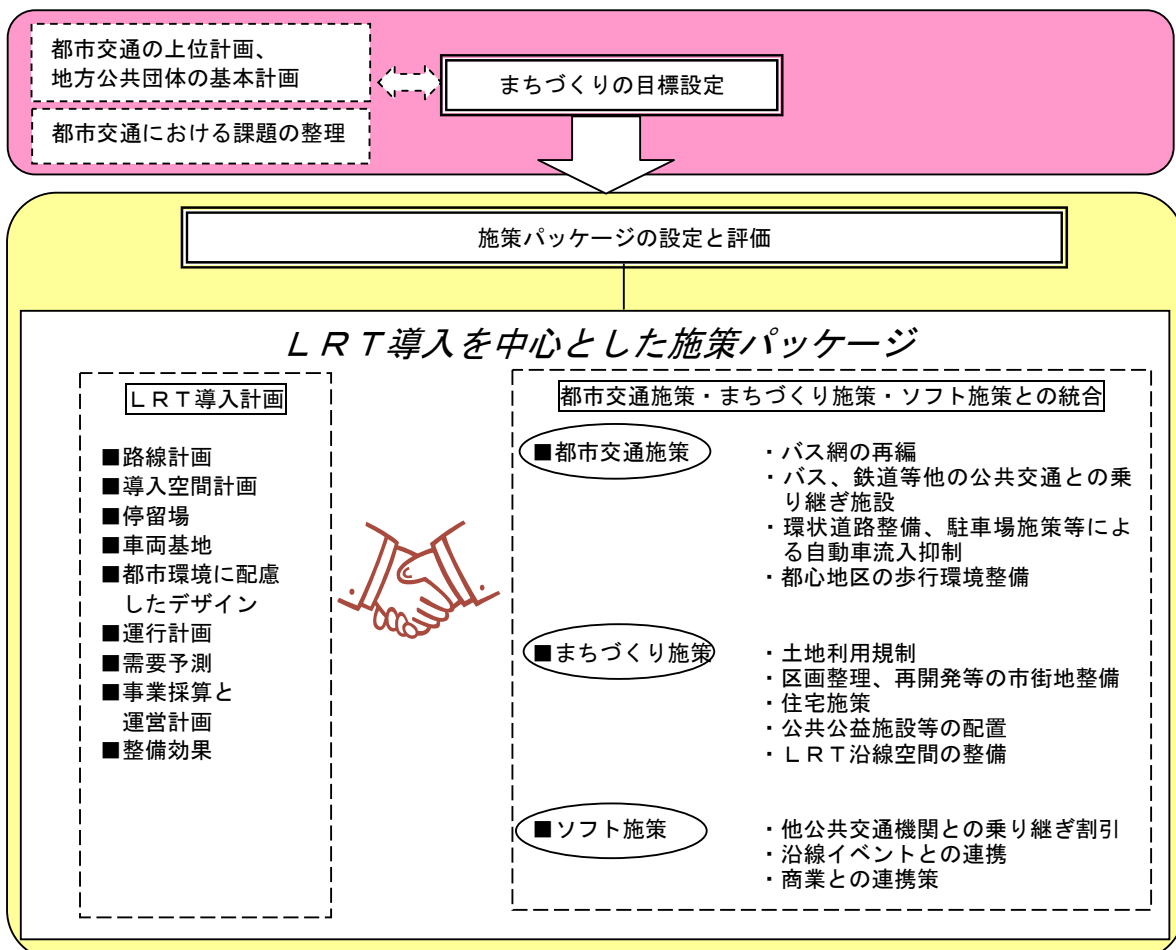 都市交通の上位計画、
地方公共団体の基本計画
都市交通における課題の整理
まちづくりの目標設定
施策パッケージの設定と評価
ＬＲＴ導入を中心とした施策パッケージ
ＬＲＴ導入計画
■路線計画
■導入空間計画
■停留場
■車両基地
■都市環境に配慮
したデザイン
■運行計画
■需要予測
■事業採算と
運営計画
■整備効果
都市交通施策・まちづくり施策・ソフト施策との統合
■都市交通施策
・バス網の再編
・バス、鉄道等他の公共交通との乗
り継ぎ施設
・環状道路整備、駐車場施策等によ
る自動車流入抑制
・都心地区の歩行環境整備
■まちづくり施策
・土地利用規制
・区画整理、再開発等の市街地整備
・住宅施策
・公共公益施設等の配置
・ＬＲＴ沿線空間の整備
■ソフト施策
・他公共交通機関との乗り継ぎ割引
・沿線イベントとの連携
・商業との連携策